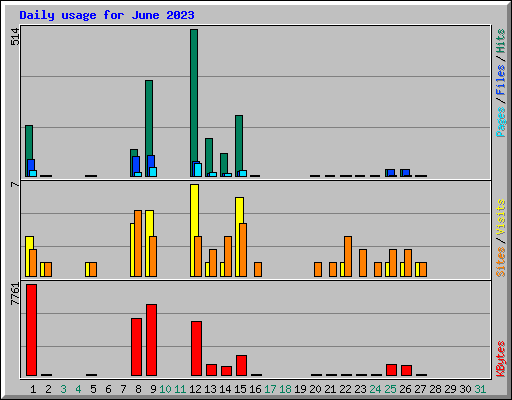 Daily usage for June 2023
514
Pages / Files / Hits
7
Sites / Visits
7761
KBytes
1 2 3 4 5 6 7 8 9 10 11 12 13 14 15 16 17 18 19 20 21 22 23 24 25 26 27 28 29 30 31